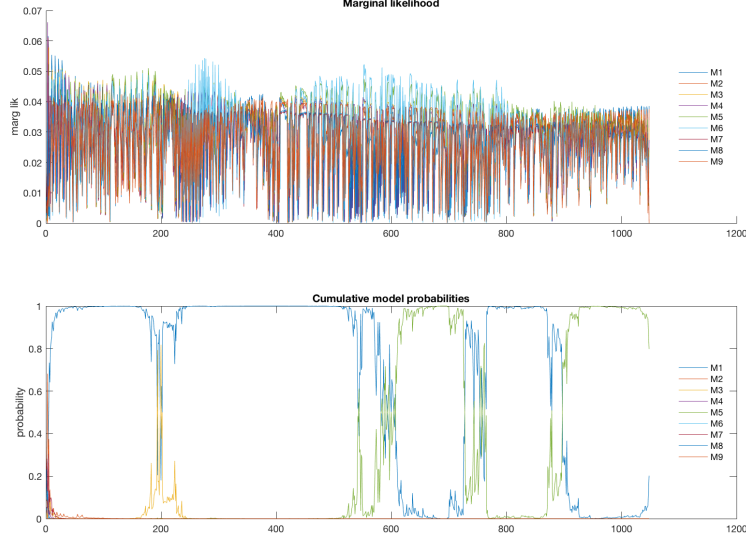 Marginal likelihood
marg lik
0.07
0.06
0.05
0.04
0.03
0.02
0.01
0
0 200 400 600 800 1000 1200
M1
M2
M3
M4
M5
M6
M7
M8
M9
Cumulative model probabilities
probability
1
0.8
0.6
0.4
0.2
0
0 200 400 600 800 1000 1200
M1
M2
M3
M4
M5
M6
M7
M8
M9